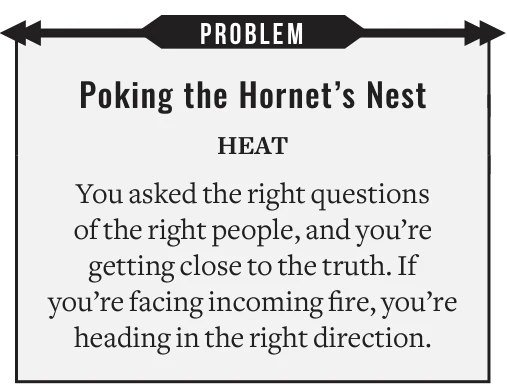 PROBLEM
Poking the Hornet’s Nest
HEAT
You asked the right questions
of the right people, and you’re
getting close to the truth. If
you’re facing incoming fire, you’re
heading in the right direction.